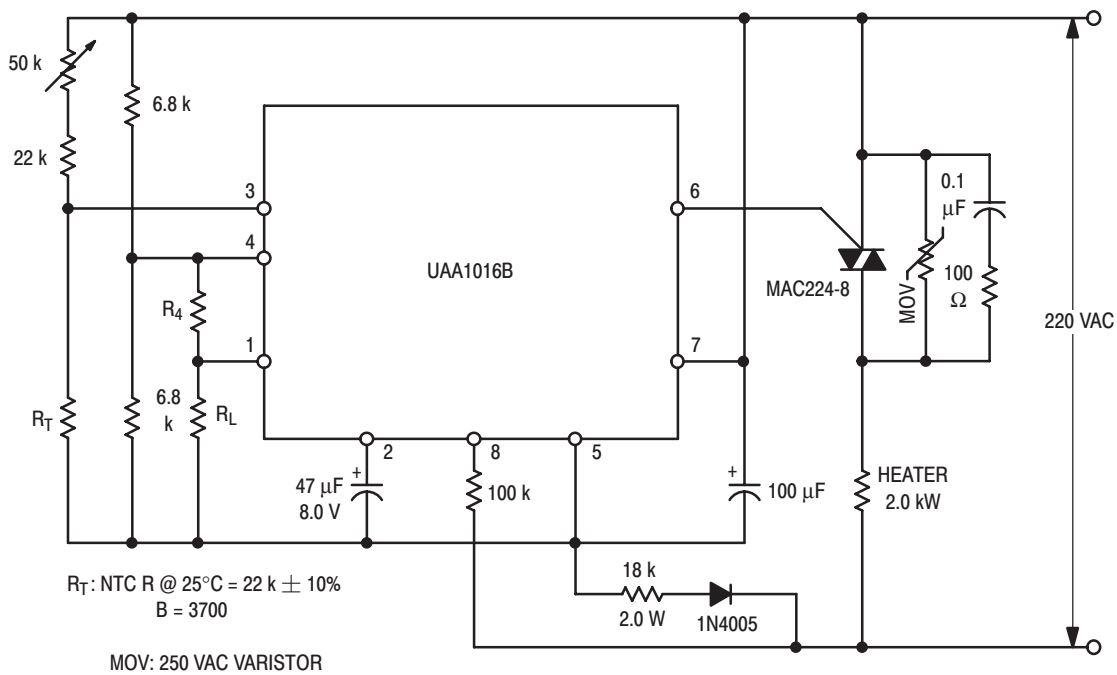 50 k
6.8 k
22 k
3
4
1
R4
6.8
k
RL
RT
UAA1016B
6
7
2
8
5
47 μF
8.0 V
100 k
100 μF
18 k
2.0 W
1N4005
MAC224-8
MOV
0.1
μF
100
Ω
220 VAC
HEATER
2.0 kW
RT: NTC R @ 25°C = 22 k ± 10%
B = 3700
MOV: 250 VAC VARISTOR
+
+